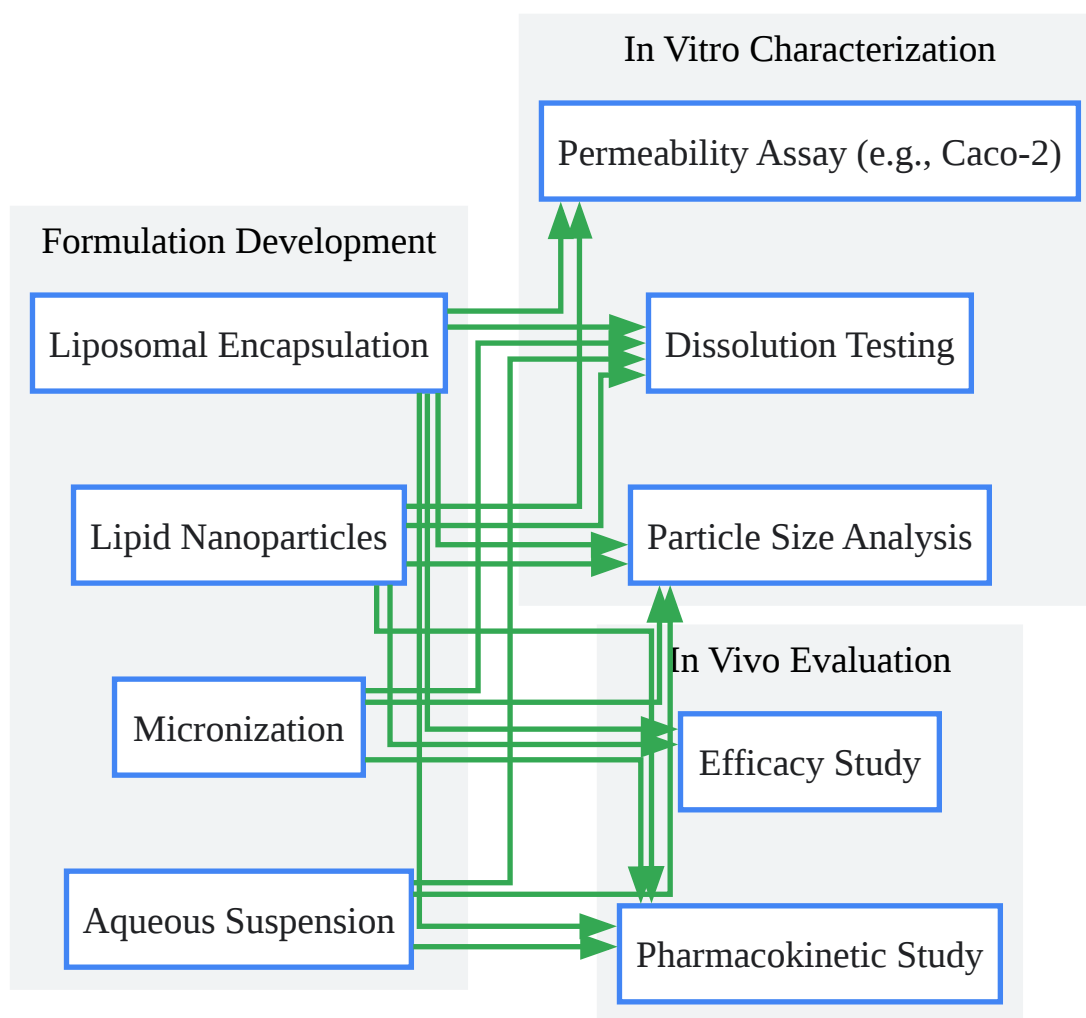 In Vitro Characterization
Permeability Assay (e.g., Caco-2)
Formulation Development
Liposomal Encapsulation
Dissolution Testing
Lipid Nanoparticles
Particle Size Analysis
In Vivo Evaluation
Micronization
Efficacy Study
Aqueous Suspension
Pharmacokinetic Study